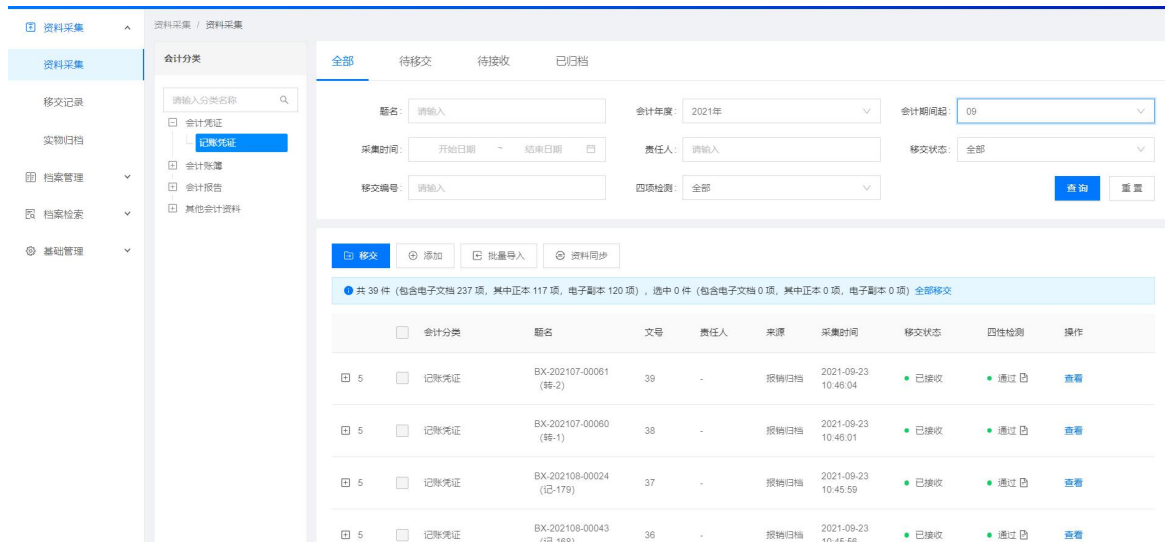 资料采集
资料采集
移交记录
实物归档
档案管理
档案检索
基础管理
资料采集 / 资料采集
会计分类
请输入分类名称
会计凭证
记账凭证
会计账簿
会计报告
其他会计资料
全部 待移交 待接收 已归档
题名: 请输入 会计年度: 2021年 会计期间起: 09
采集时间: 开始日期 ~ 结束日期 责任人: 请输入 移交状态: 全部
移交编号: 请输入 四项检测: 全部 查询 重置
移交 添加 批量导入 资料同步
共 39 件 (包含电子文档 237 项, 其中正本 117 项, 电子副本 120 项) , 选中 0 件 (包含电子文档 0 项, 其中正本 0 项, 电子副本 0 项) 全部移交
会计分类 题名 文号 责任人 来源 采集时间 移交状态 四性检测 操作
5 记账凭证 BX-202107-00061 (转-2) 39 - 报销归档 2021-09-23 10:46:04 已接收 通过 查看
5 记账凭证 BX-202107-00060 (转-1) 38 - 报销归档 2021-09-23 10:46:01 已接收 通过 查看
5 记账凭证 BX-202108-00024 (记-179) 37 - 报销归档 2021-09-23 10:45:59 已接收 通过 查看
5 记账凭证 BX-202108-00043 (记-168) 36 - 报销归档 2021-09-23 10:45:56 已接收 通过 查看